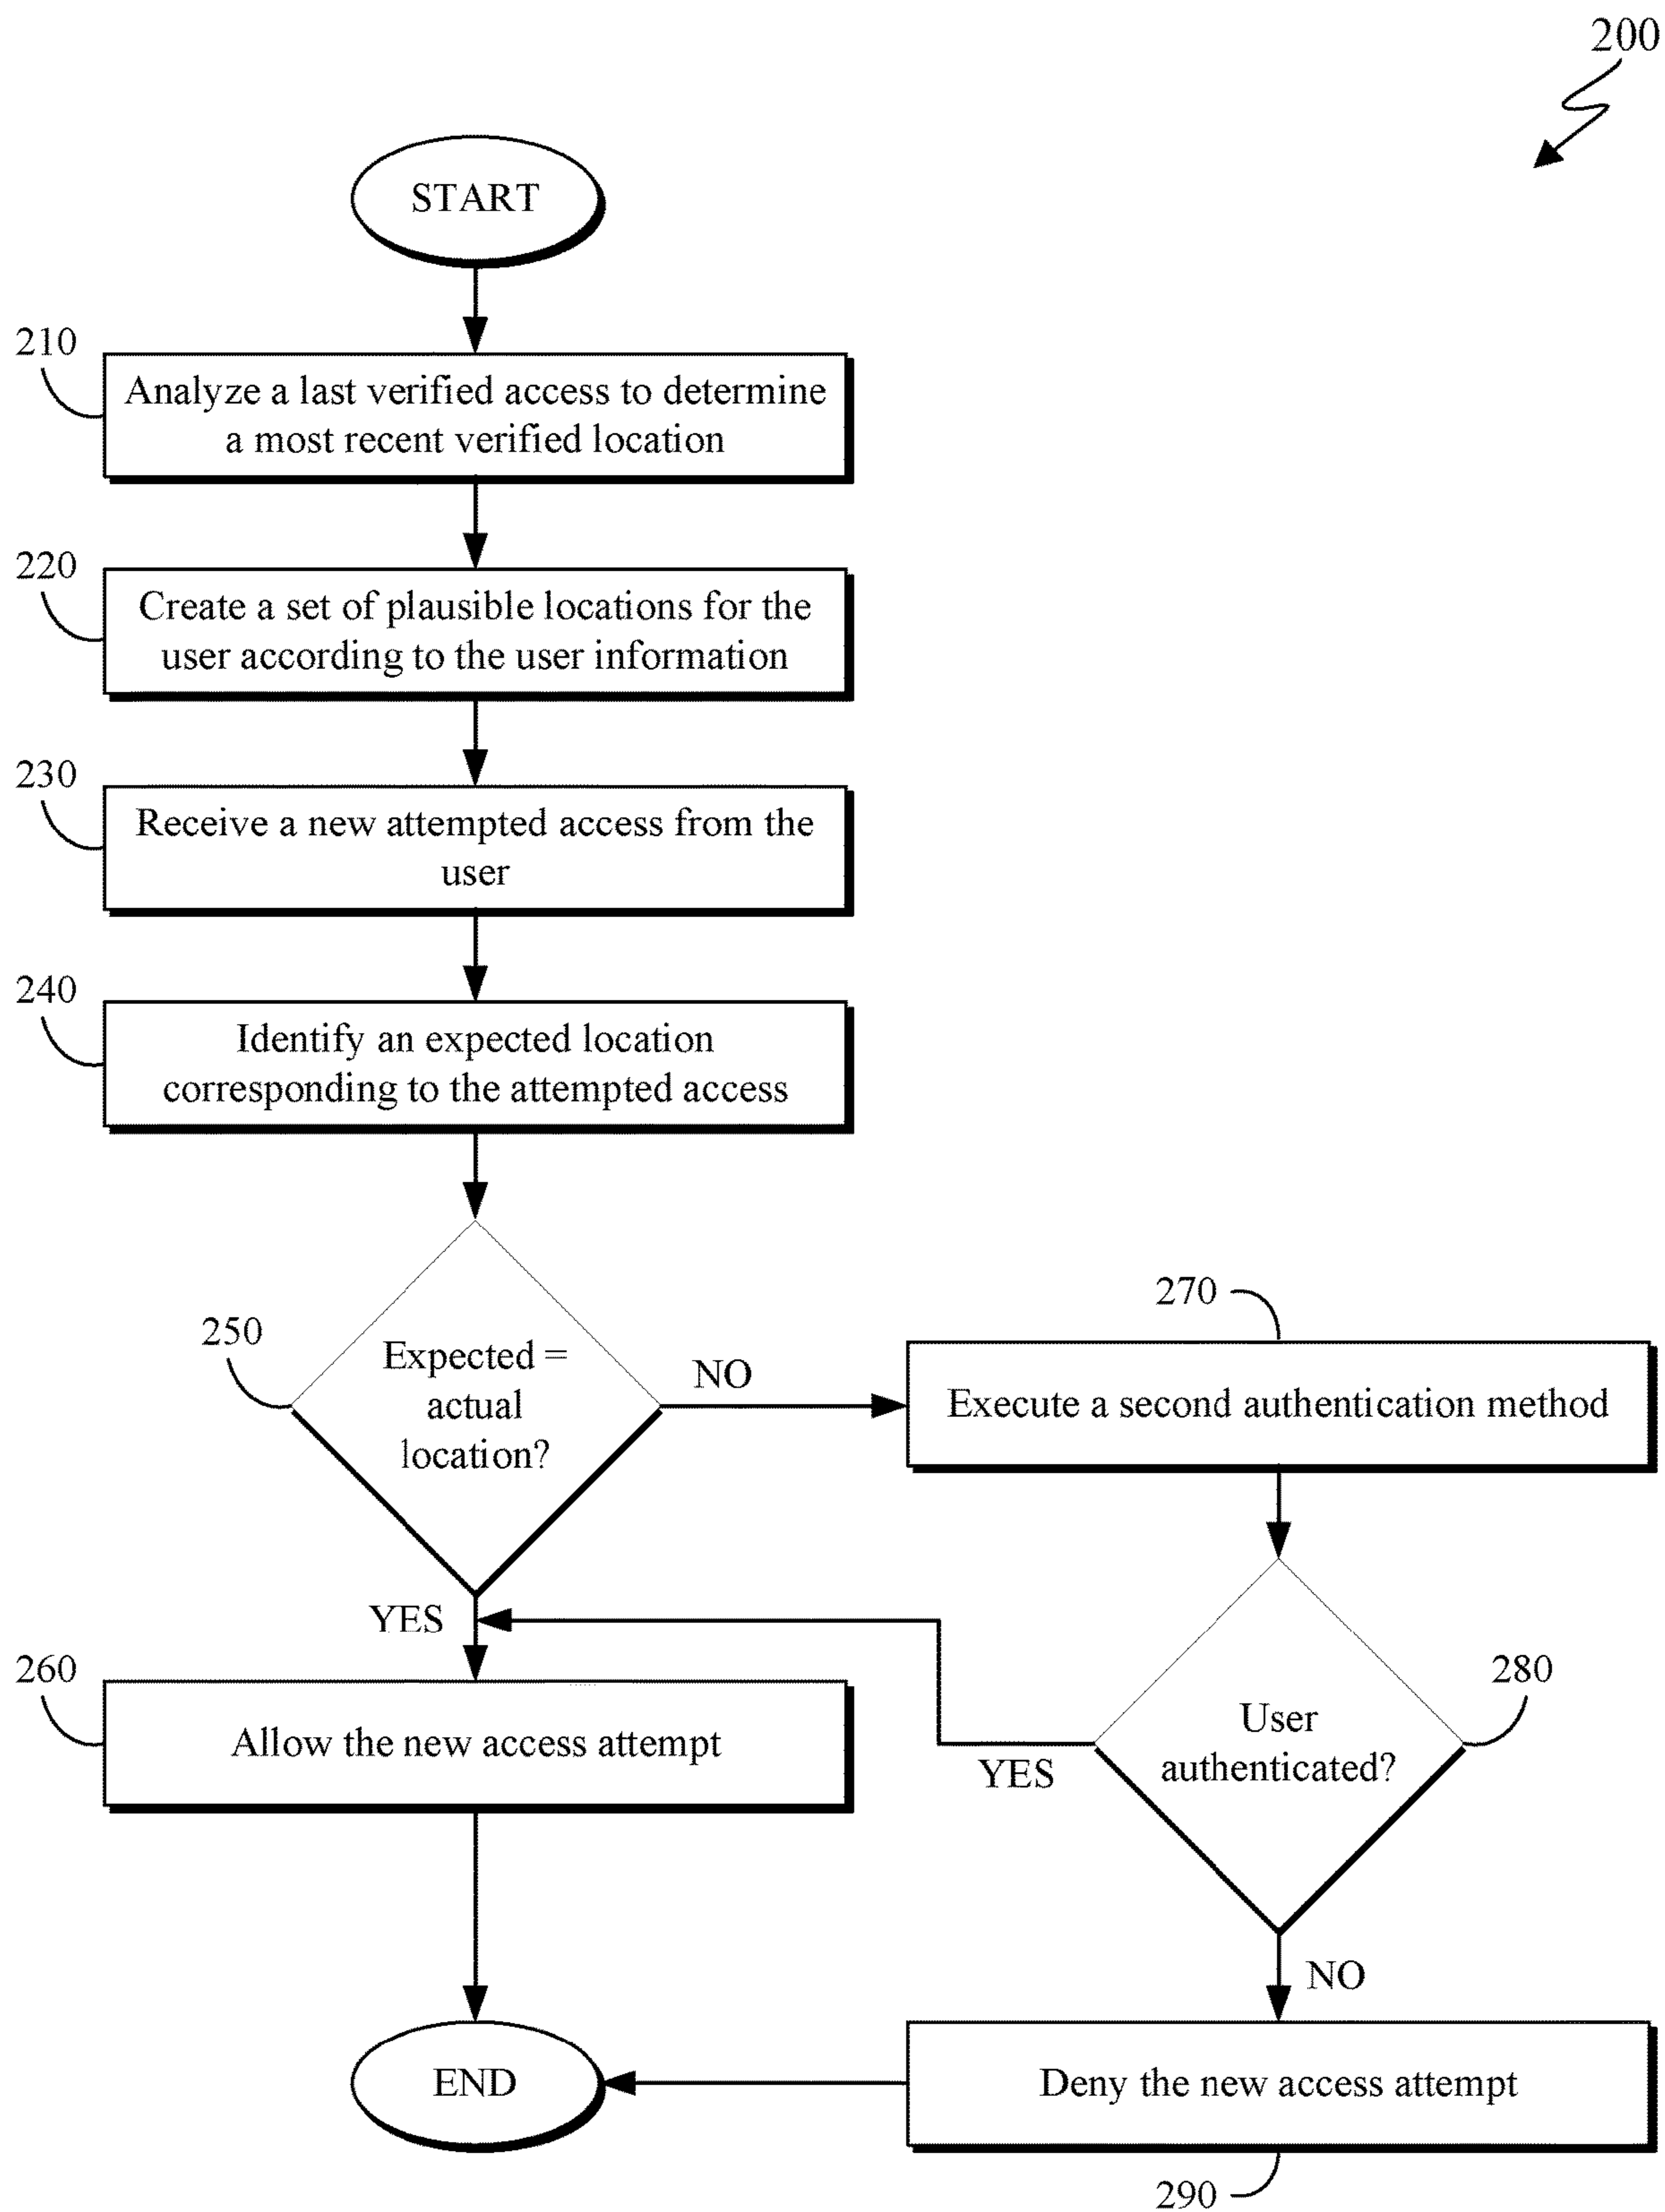 200
START
210
Analyze a last verified access to determine
a most recent verified location
220
Create a set of plausible locations for the
user according to the user information
230
Receive a new attempted access from the
user
240
Identify an expected location
corresponding to the attempted access
250
Expected =
actual
location?
NO
270
Execute a second authentication method
YES
260
Allow the new access attempt
280
User
authenticated?
YES
NO
END
Deny the new access attempt
290